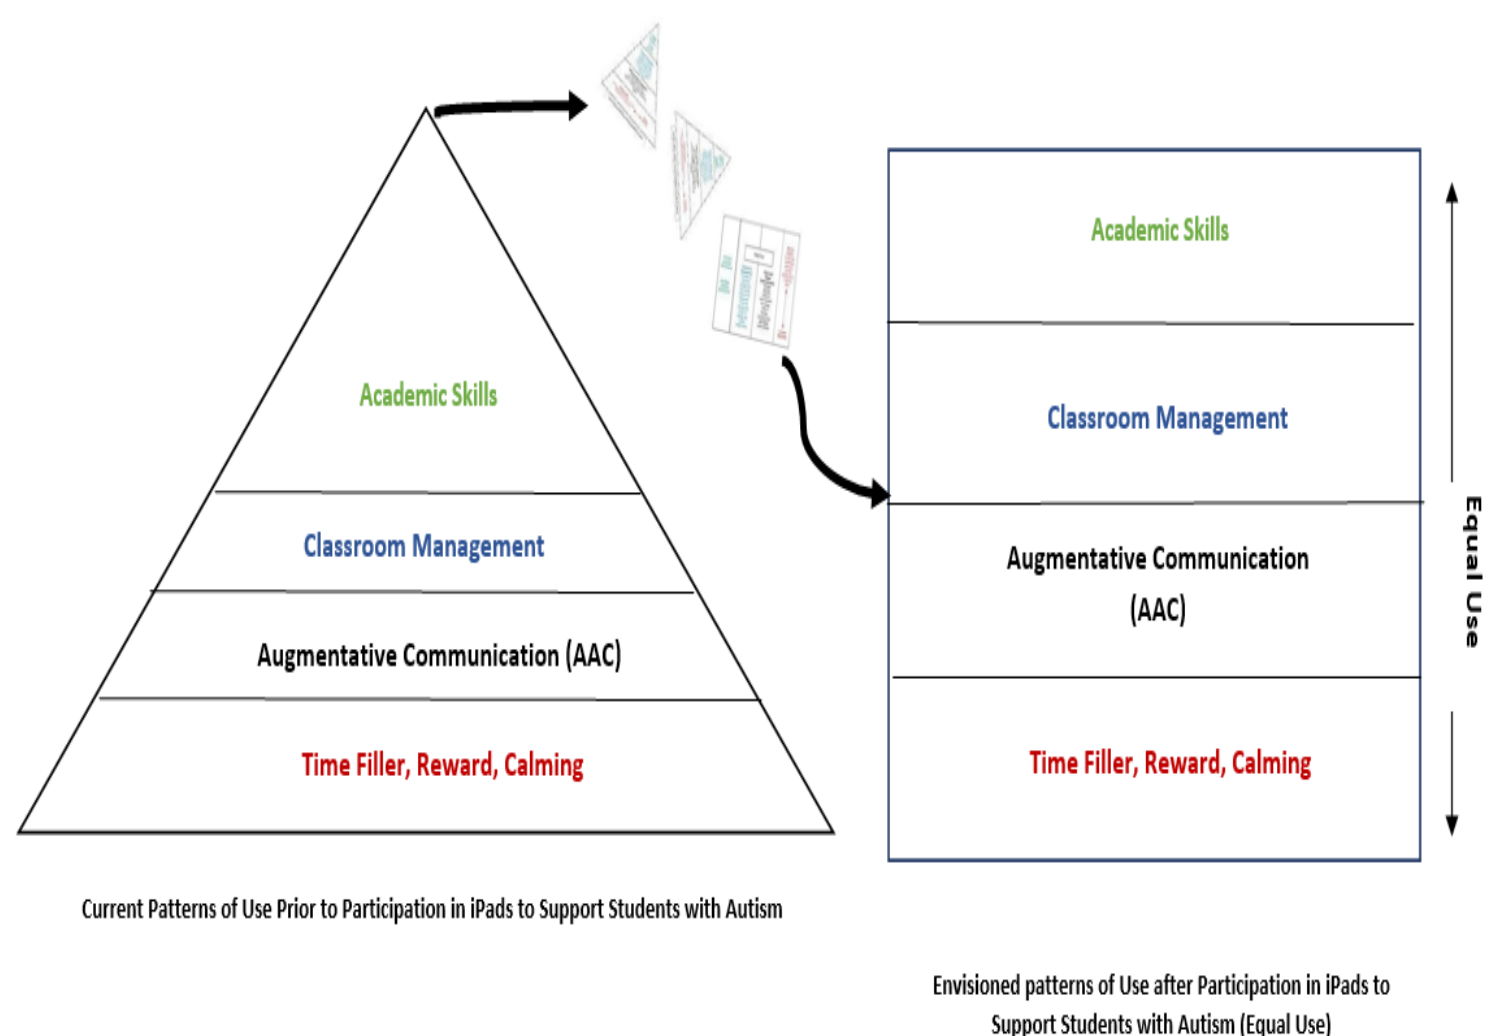 Academic Skills
Classroom Management
Augmentative Communication (AAC)
Time Filler, Reward, Calming
Current Patterns of Use Prior to Participation in iPads to Support Students with Autism
Academic Skills
Classroom Management
Augmentative Communication
(AAC)
Time Filler, Reward, Calming
Equal Use
Envisioned patterns of Use after Participation in iPads to
Support Students with Autism (Equal Use)